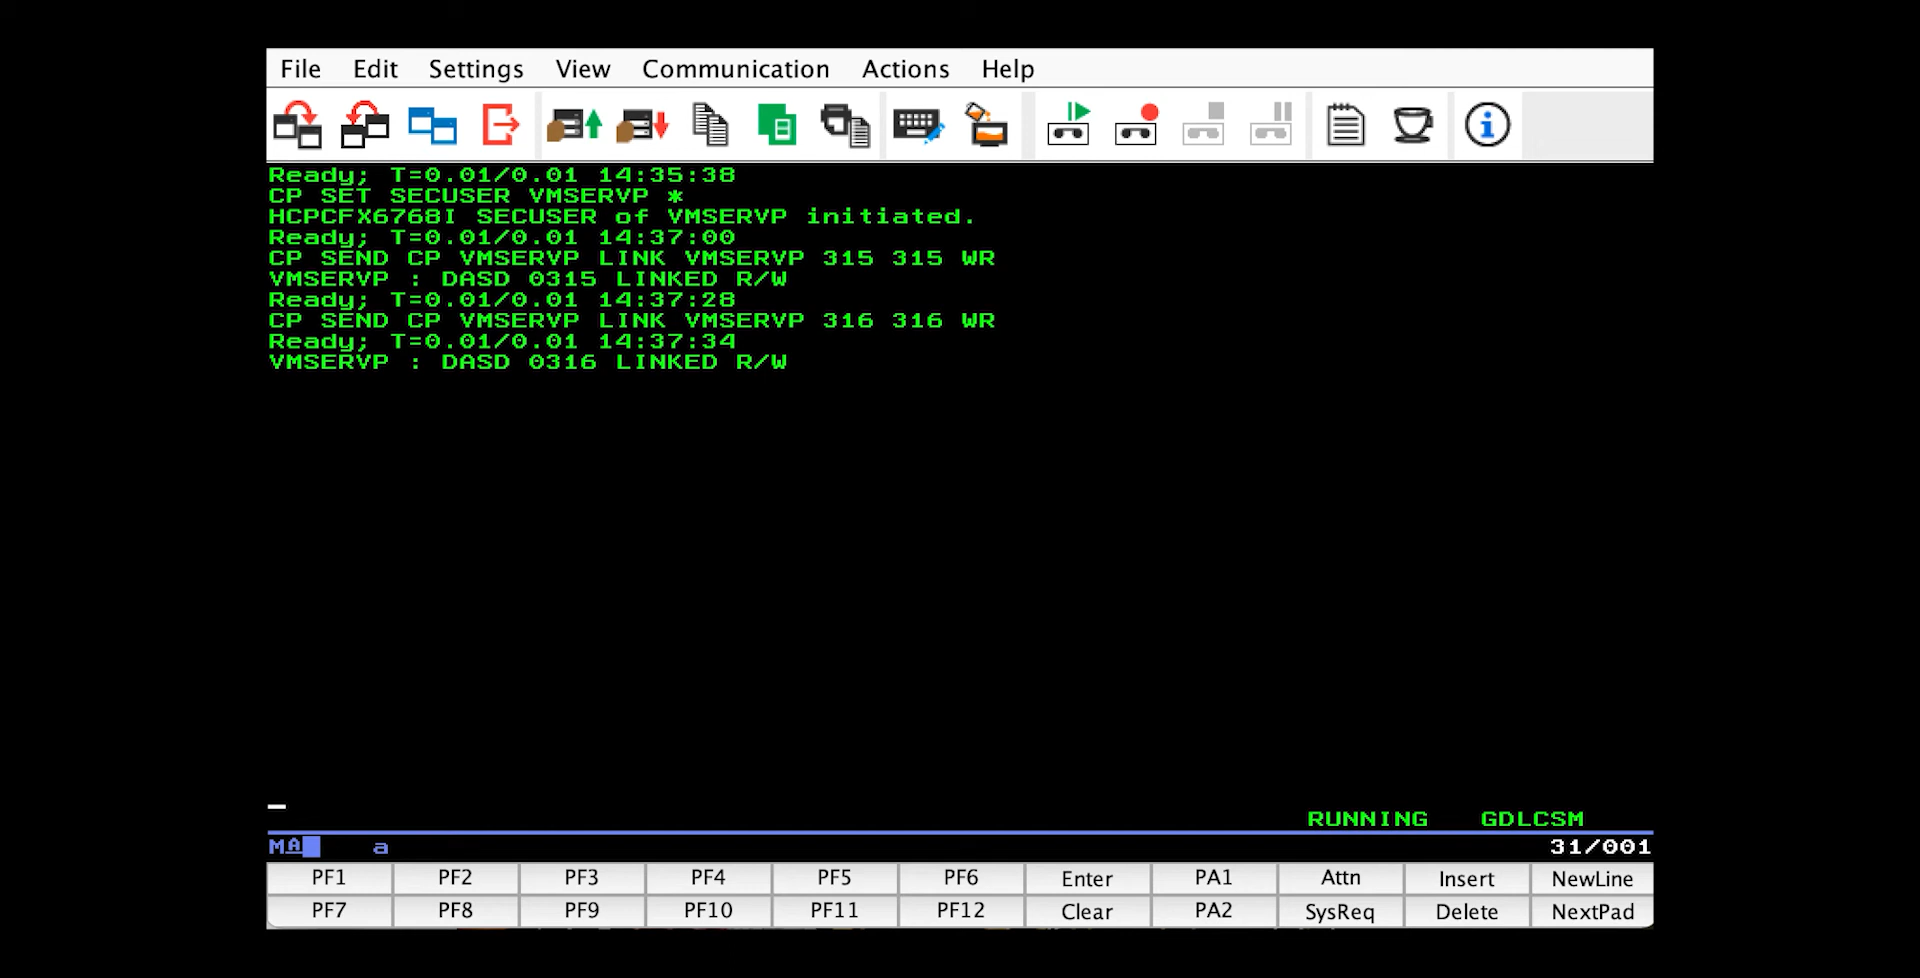 File Edit Settings View Communication Actions Help
Ready; T=0.01/0.01 14:35:38
CP SET SECUSER VMSERVP *
HCPCFX6768I SECUSER of VMSERVP initiated.
Ready; T=0.01/0.01 14:37:00
CP SEND CP VMSERVP LINK VMSERVP 315 315 WR
VMSERVP : DASD 0315 LINKED R/W
Ready; T=0.01/0.01 14:37:28
CP SEND CP VMSERVP LINK VMSERVP 316 316 WR
Ready; T=0.01/0.01 14:37:34
VMSERVP : DASD 0316 LINKED R/W
RUNNING GDLCSM
MA a 31/001
PF1 PF2 PF3 PF4 PF5 PF6 Enter PA1 Attn Insert NewLine
PF7 PF8 PF9 PF10 PF11 PF12 Clear PA2 SysReq Delete NextPad